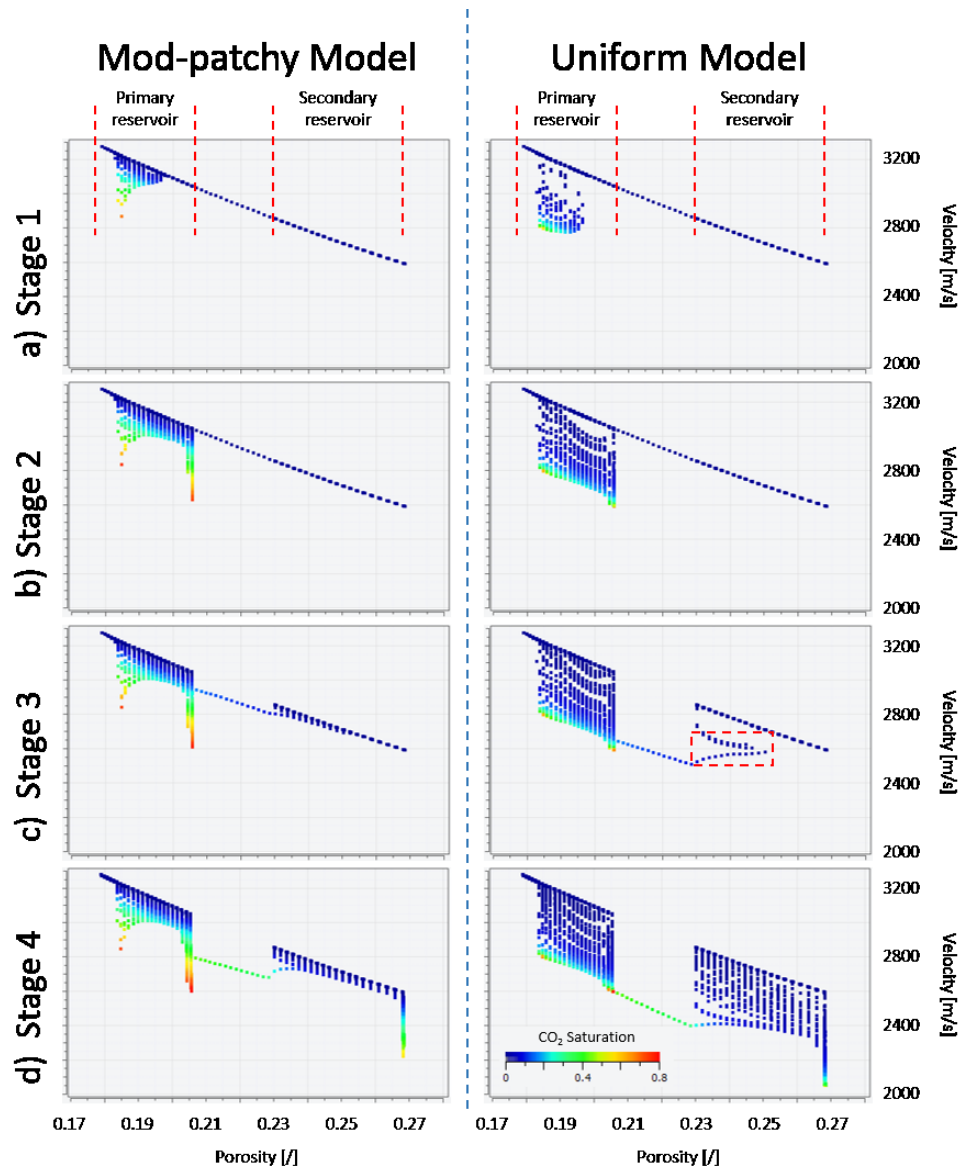 Mod-patchy Model
Uniform Model
Primary
reservoir
Secondary
reservoir
Primary
reservoir
Secondary
reservoir
a) Stage 1
3200
2800
2400
2000
Velocity [m/s]
b) Stage 2
3200
2800
2400
2000
Velocity [m/s]
c) Stage 3
3200
2800
2400
2000
Velocity [m/s]
d) Stage 4
3200
2800
2400
2000
Velocity [m/s]
CO₂ Saturation
0 0.4 0.8
0.17 0.19 0.21 0.23 0.25 0.27
0.17 0.19 0.21 0.23 0.25 0.27
Porosity [/]
Porosity [/]